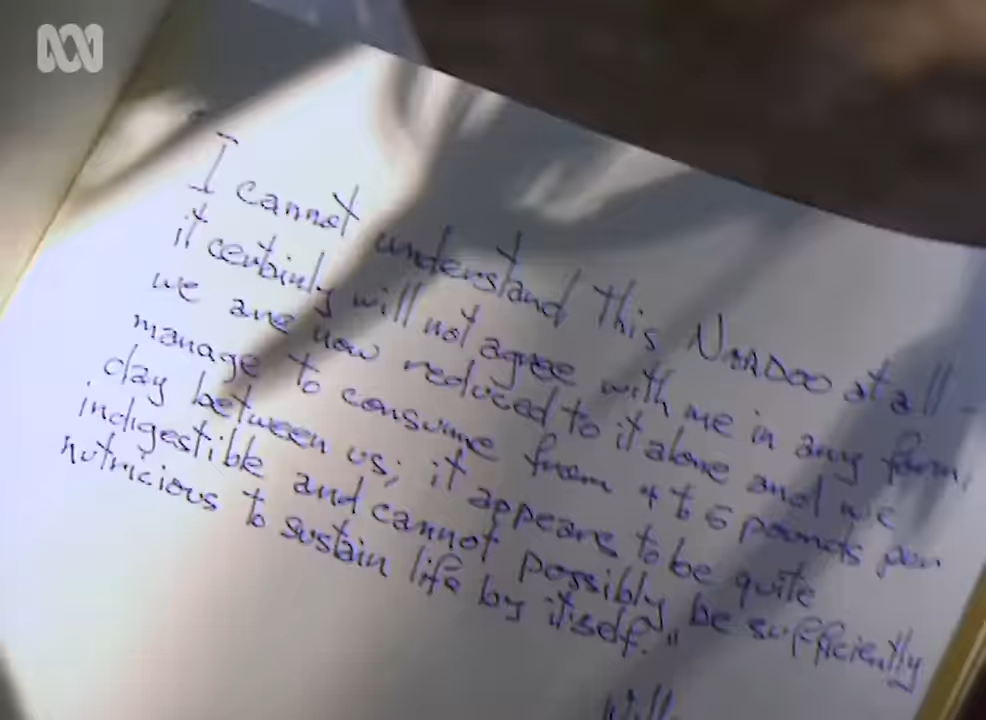 "I cannot understand this NARDOO at all –
it certainly will not agree with me in any form,
we are now reduced to it alone and we
manage to consume from 4 to 5 pounds per
day between us; it appears to be quite
indigestible and cannot possibly be sufficiently
nutricious to sustain life by itself."